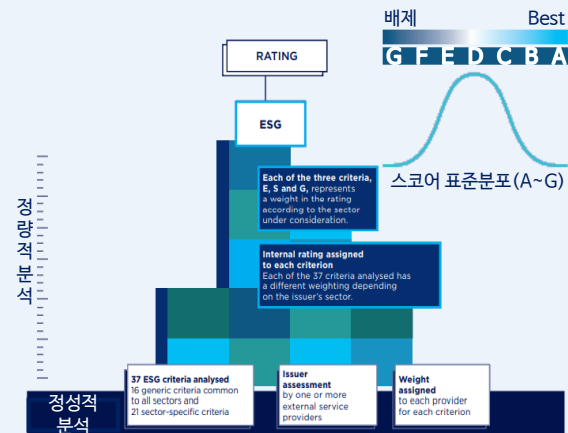 배제 Best
G F E D C B A
스코어 표준분포(A~G)
RATING
ESG
Each of the three criteria,
E, S and G, represents
a weight in the rating
according to the sector
under consideration.
Internal rating assigned
to each criterion
Each of the 37 criteria analysed has
a different weighting depending
on the issuer's sector.
정량적분석
37 ESG criteria analysed
16 generic criteria common
to all sectors and
21 sector-specific criteria
Issuer
assessment
by one or more
external service
providers
Weight
assigned
to each provider
for each criterion
정성적
분석